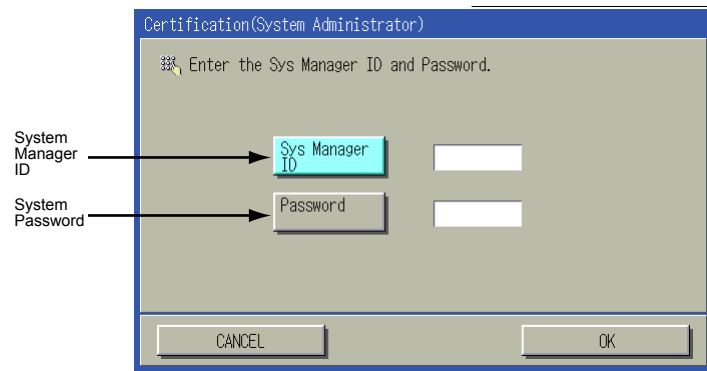 Certification(System Administrator)
Enter the Sys Manager ID and Password.
System
Manager
ID
Sys Manager
ID
System
Password
Password
CANCEL
OK